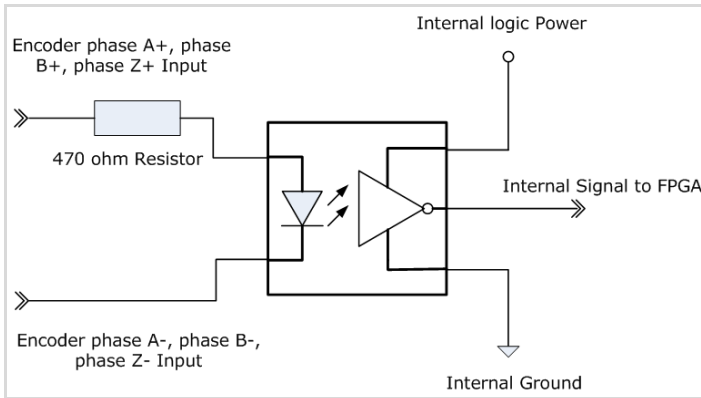 Internal logic Power
Encoder phase A+, phase
B+, phase Z+ Input
470 ohm Resistor
Internal Signal to FPGA
Encoder phase A-, phase B-,
phase Z- Input
Internal Ground